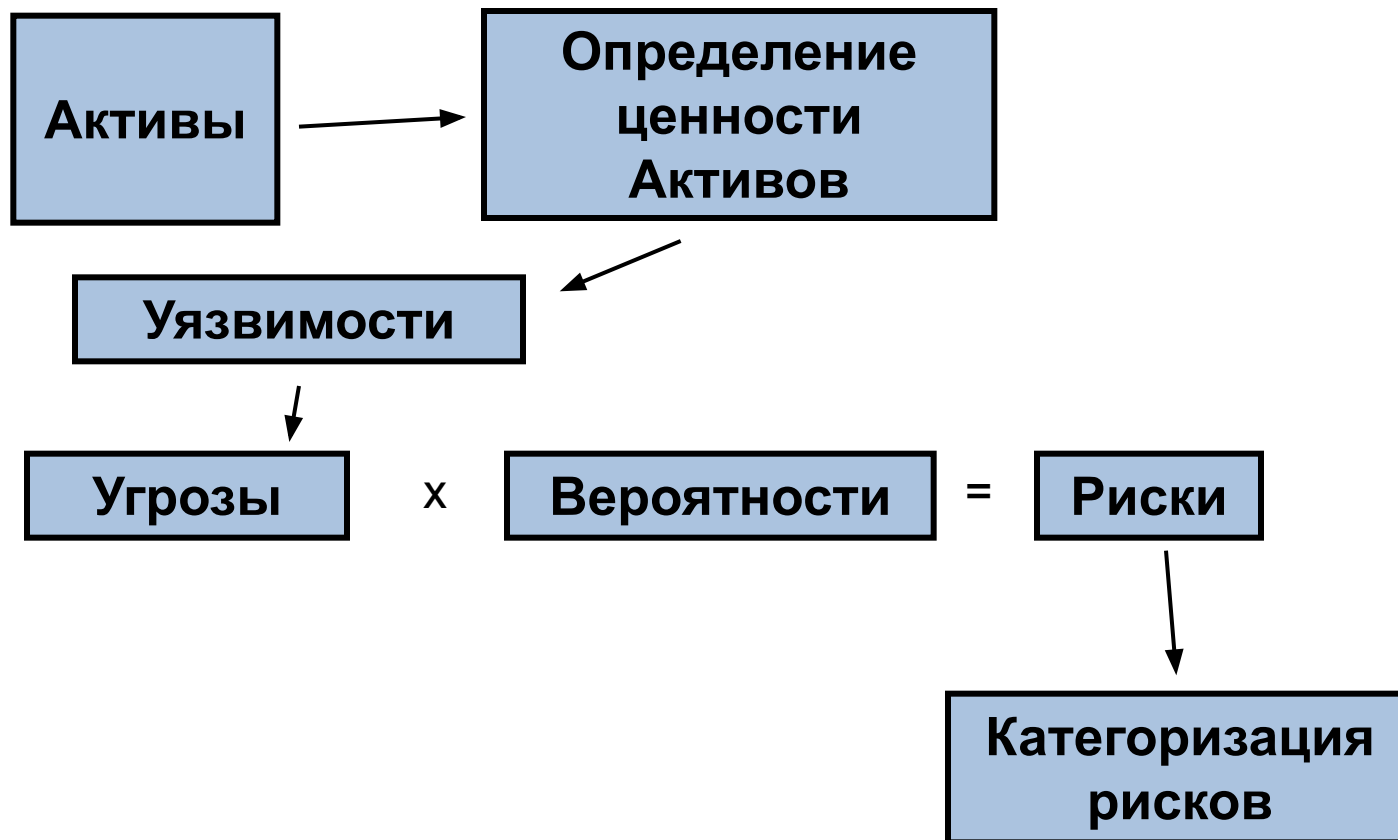 Активы
Определение
ценности
Активов
Уязвимости
Угрозы х Вероятности = Риски
Категоризация
рисков